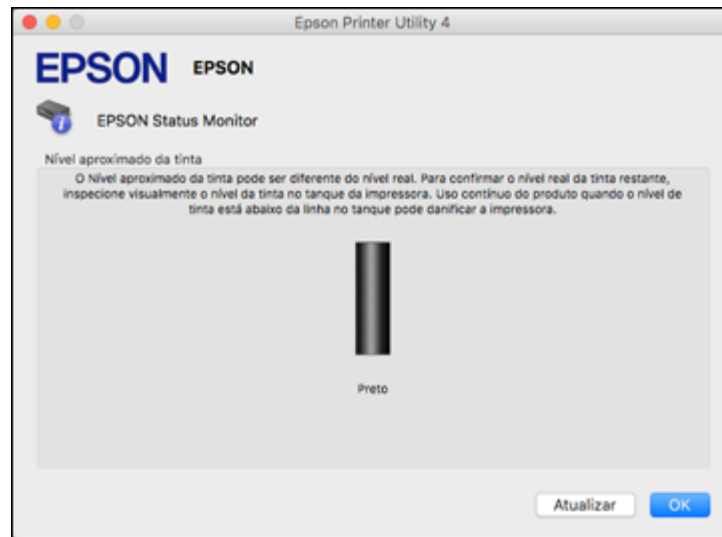 Epson Printer Utility 4
EPSON EPSON
EPSON Status Monitor
Nível aproximado da tinta
O Nível aproximado da tinta pode ser diferente do nível real. Para confirmar o nível real da tinta restante,
inspecione visualmente o nível da tinta no tanque da impressora. Uso contínuo do produto quando o nível de
tinta está abaixo da linha no tanque pode danificar a impressora.
Preto
Atualizar OK